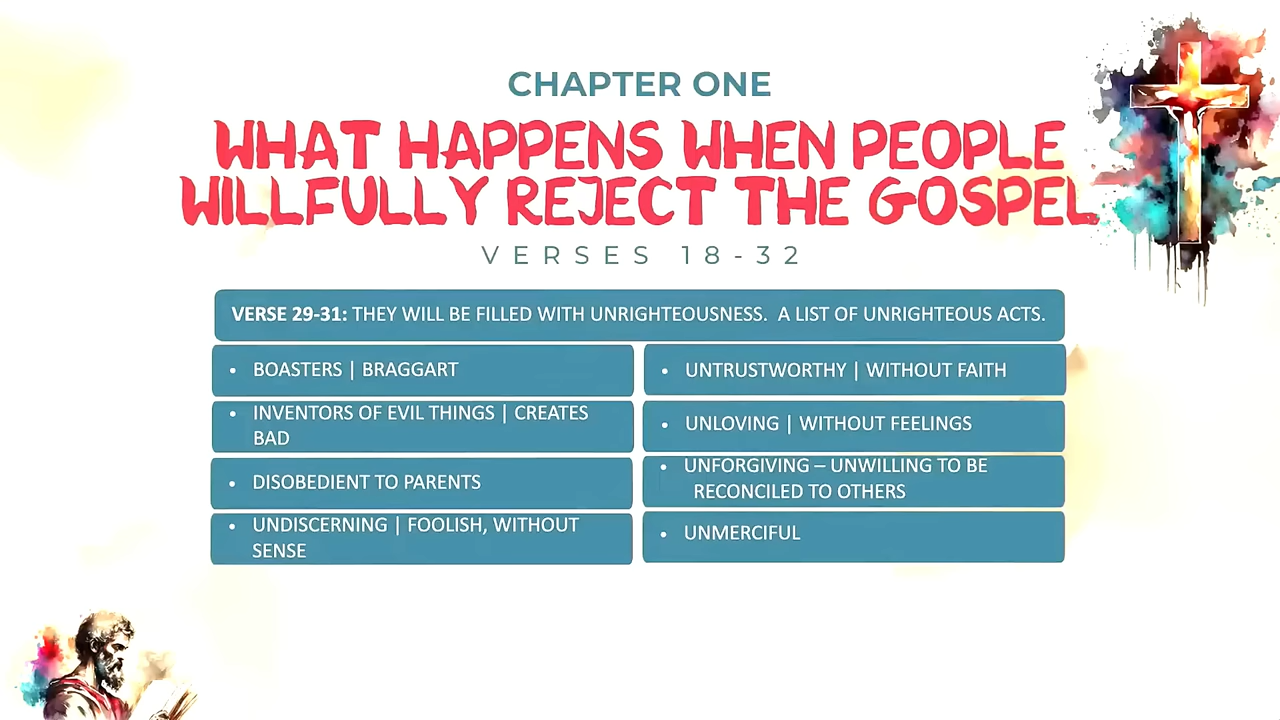 CHAPTER ONE
WHAT HAPPENS WHEN PEOPLE
WILLFULLY REJECT THE GOSPEL
VERSES 18-32
VERSE 29-31: THEY WILL BE FILLED WITH UNRIGHTEOUSNESS.  A LIST OF UNRIGHTEOUS ACTS.
• BOASTERS | BRAGGART
• INVENTORS OF EVIL THINGS | CREATES
BAD
• DISOBEDIENT TO PARENTS
• UNDISCERNING | FOOLISH, WITHOUT
SENSE
• UNTRUSTWORTHY | WITHOUT FAITH
• UNLOVING | WITHOUT FEELINGS
• UNFORGIVING – UNWILLING TO BE
RECONCILED TO OTHERS
• UNMERCIFUL